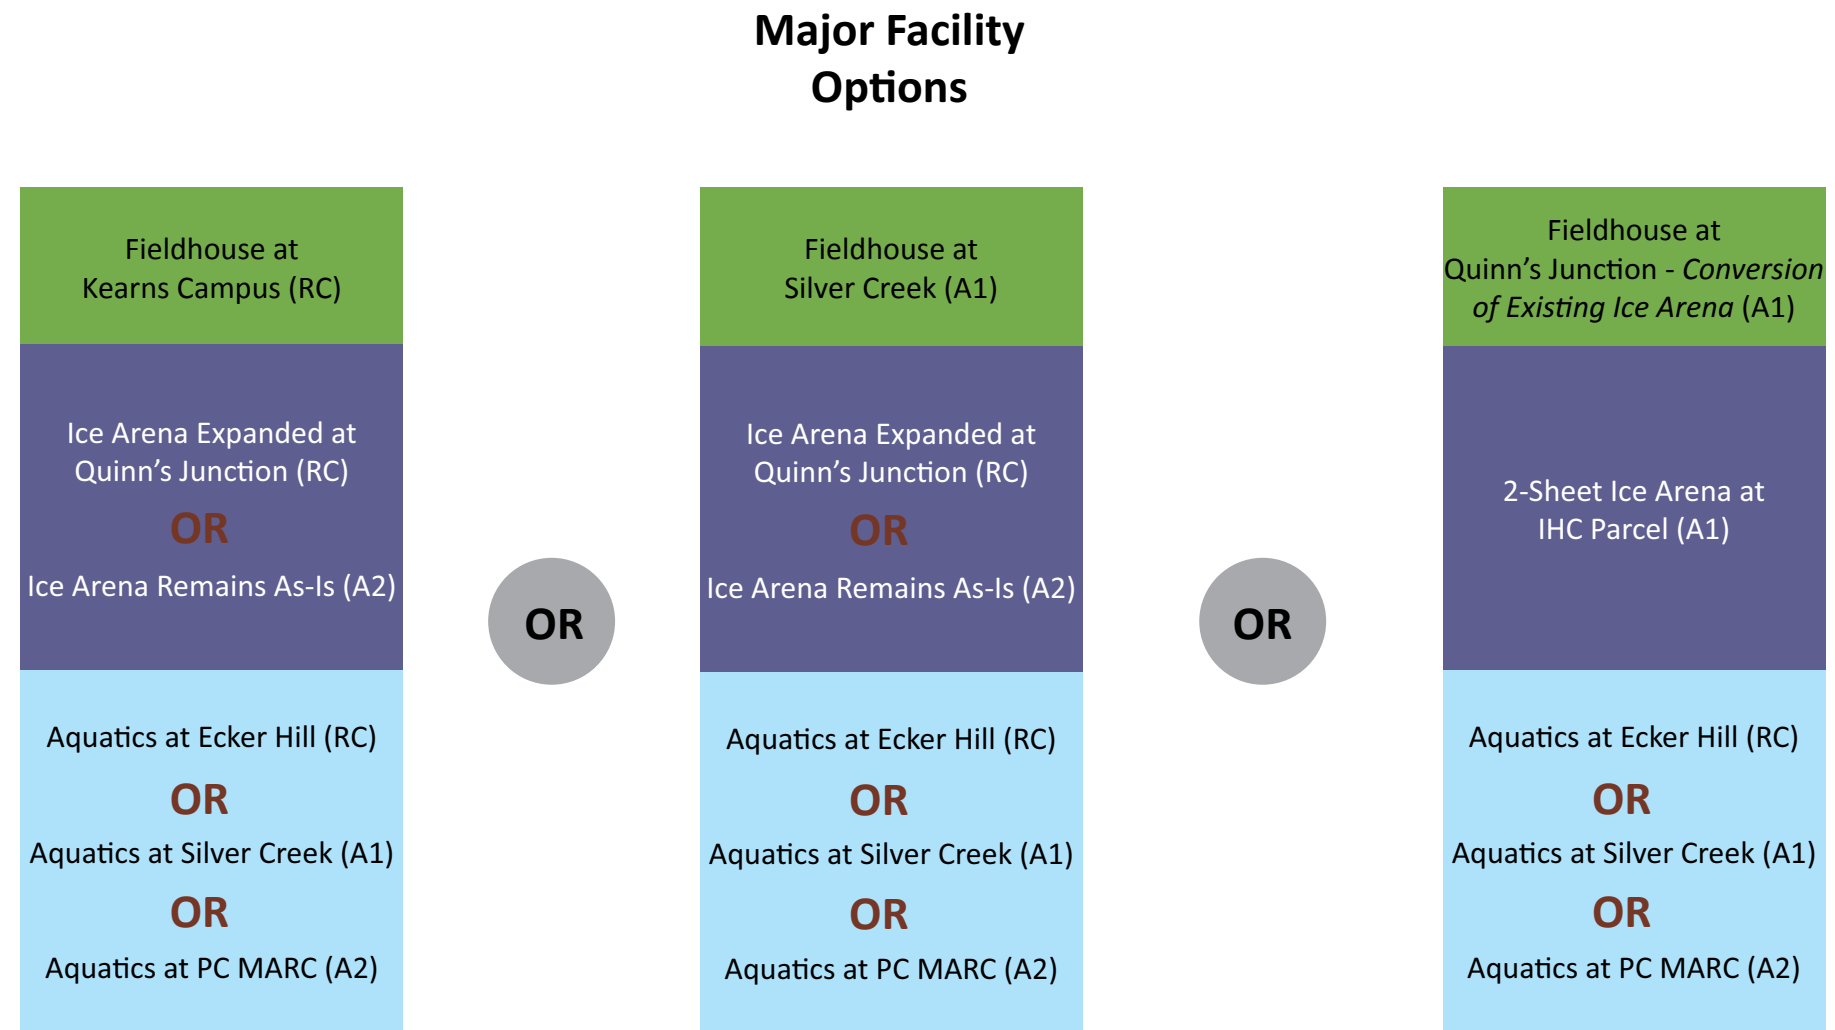 Major Facility
Options
Fieldhouse at
Kearns Campus (RC)
Ice Arena Expanded at
Quinn’s Junction (RC)
OR
Ice Arena Remains As-Is (A2)
Aquatics at Ecker Hill (RC)
OR
Aquatics at Silver Creek (A1)
OR
Aquatics at PC MARC (A2)
OR
Fieldhouse at
Silver Creek (A1)
Ice Arena Expanded at
Quinn’s Junction (RC)
OR
Ice Arena Remains As-Is (A2)
Aquatics at Ecker Hill (RC)
OR
Aquatics at Silver Creek (A1)
OR
Aquatics at PC MARC (A2)
OR
Fieldhouse at
Quinn’s Junction - Conversion
of Existing Ice Arena (A1)
2-Sheet Ice Arena at
IHC Parcel (A1)
Aquatics at Ecker Hill (RC)
OR
Aquatics at Silver Creek (A1)
OR
Aquatics at PC MARC (A2)